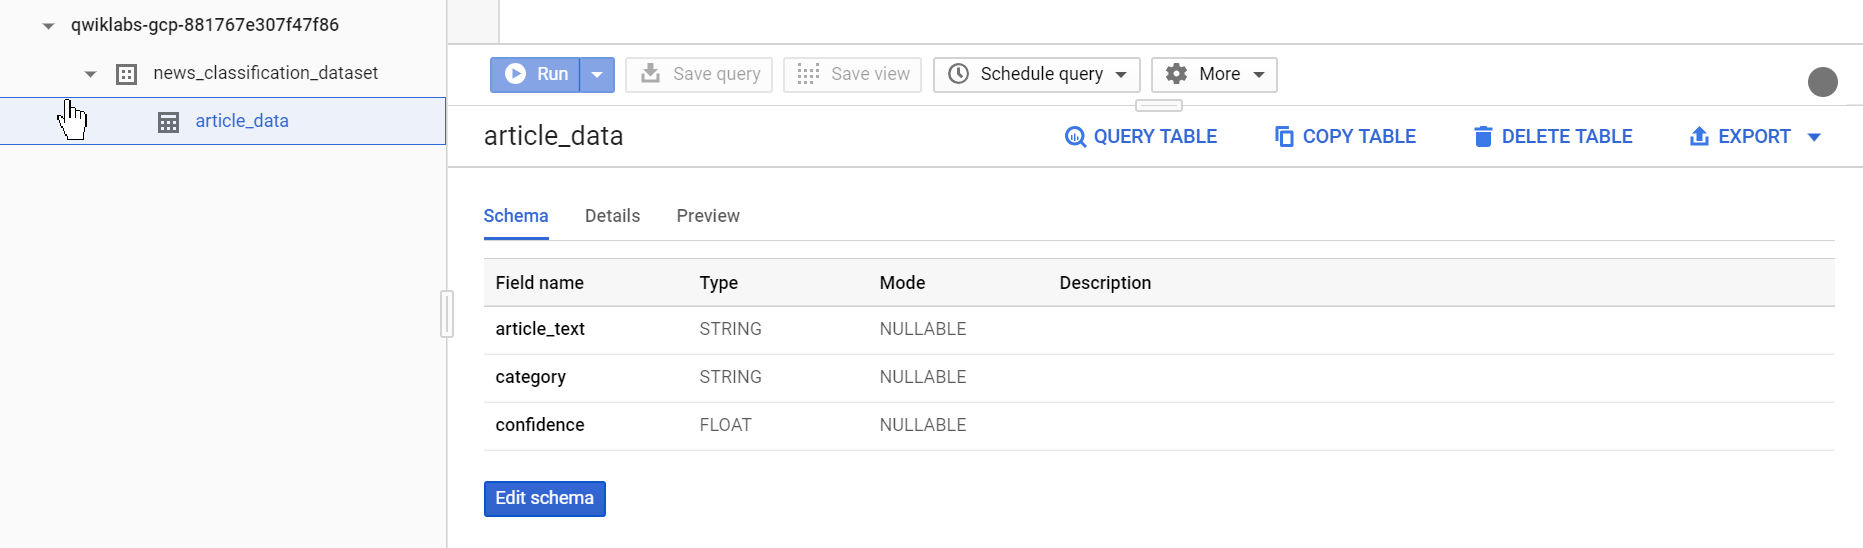 qwiklabs-gcp-881767e307f47f86
news_classification_dataset
article_data
Run Save query Save view Schedule query More
article_data QUERY TABLE COPY TABLE DELETE TABLE EXPORT
Schema Details Preview
Field name Type Mode Description
article_text STRING NULLABLE
category STRING NULLABLE
confidence FLOAT NULLABLE
Edit schema